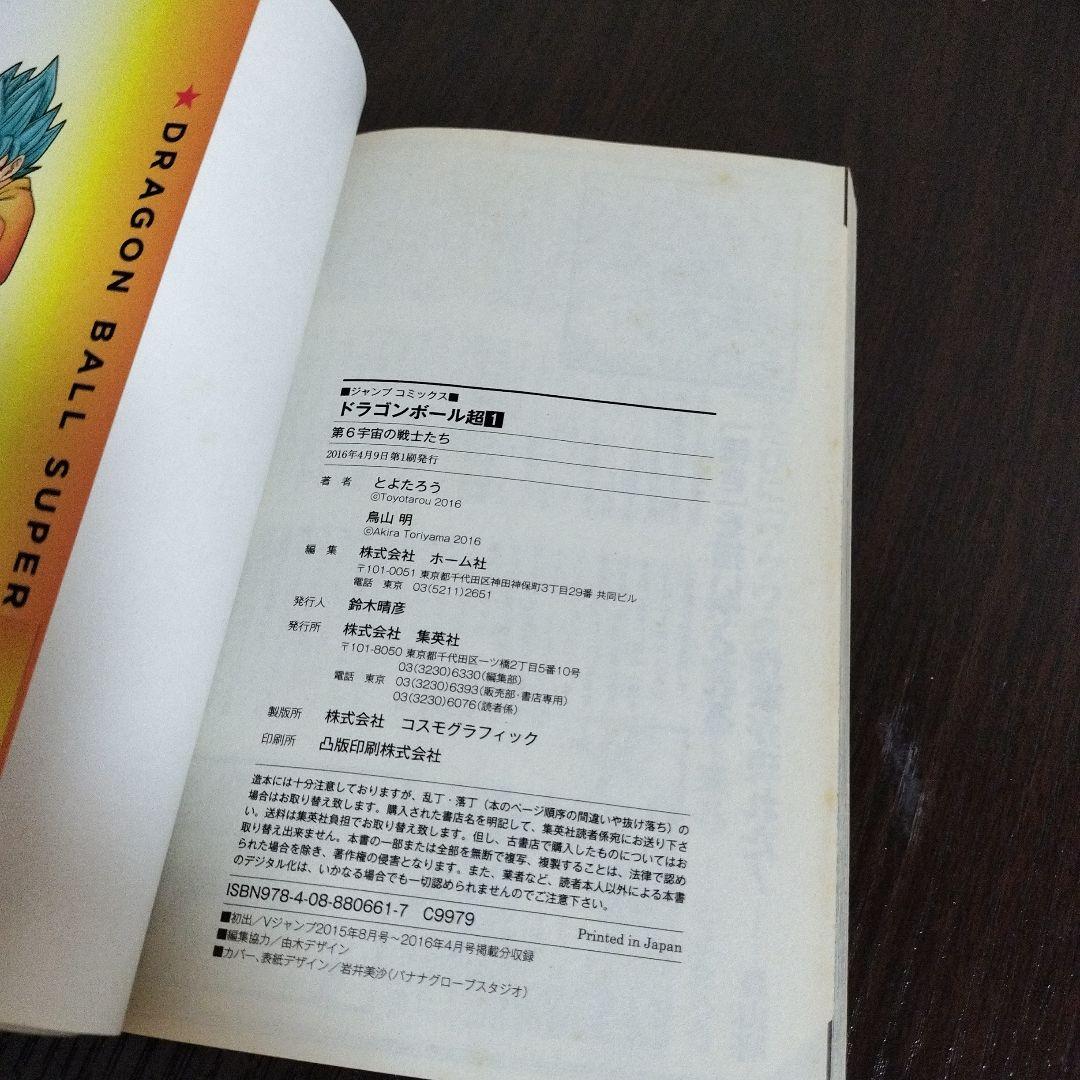 ★DRAGON BALL SUPER
■ジャンプ コミックス■
ドラゴンボール超1
第6宇宙の戦士たち
2016年4月9日第1刷発行
著 者 とよたろう
©Toyotarou 2016
鳥山 明
©Akira Toriyama 2016
編 集 株式会社 ホーム社
〒101-0051 東京都千代田区神田神保町3丁目29番 共同ビル
電話 東京 03(5211)2651
発行人 鈴木晴彦
発行所 株式会社 集英社
〒101-8050 東京都千代田区一ツ橋2丁目5番10号
03(3230)6330(編集部)
電話 東京 03(3230)6393(販売部・書店専用)
03(3230)6076(読者係)
製版所 株式会社 コスモグラフィック
印刷所 凸版印刷株式会社
造本には十分注意しておりますが、乱丁・落丁(本のページ順序の間違いや抜け落ち)の
場合はお取り替え致します。購入された書店名を明記して、集英社読者係宛にお送り下さ
い。送料は集英社負担でお取り替え致します。但し、古書店で購入したものについてはお
取り替え出来ません。本書の一部または全部を無断で複写、複製することは、法律で認め
られた場合を除き、著作権の侵害となります。また、業者など、読者本人以外による本書
のデジタル化は、いかなる場合でも一切認められませんのでご注意下さい。
ISBN978-4-08-880661-7 C9979
Printed in Japan
■初出/Vジャンプ2015年8月号~2016年4月号掲載分収録
■編集協力/由木デザイン
■カバー、表紙デザイン/岩井美沙(バナナグローブスタジオ)